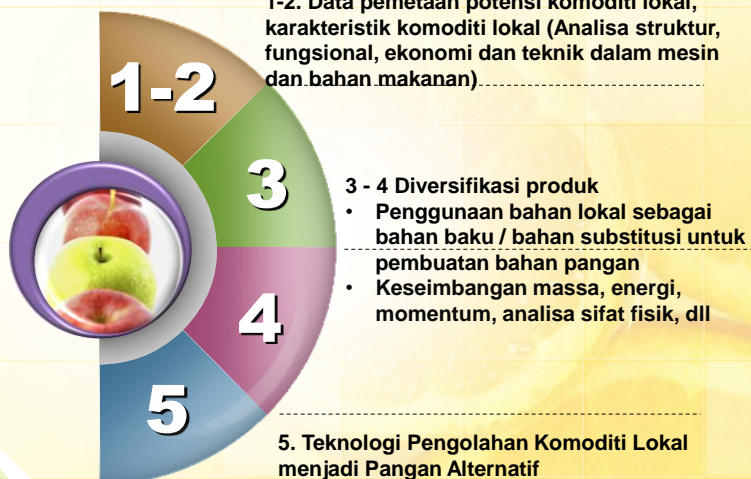 1-2. Data pemetaan potensi komoditi lokal,
karakteristik komoditi lokal (Analisa struktur,
fungsional, ekonomi dan teknik dalam mesin
dan bahan makanan)
1-2
3
3 - 4 Diversifikasi produk
• Penggunaan bahan lokal sebagai
bahan baku / bahan substitusi untuk
pembuatan bahan pangan
• Keseimbangan massa, energi,
momentum, analisa sifat fisik, dll
4
5
5. Teknologi Pengolahan Komoditi Lokal
menjadi Pangan Alternatif